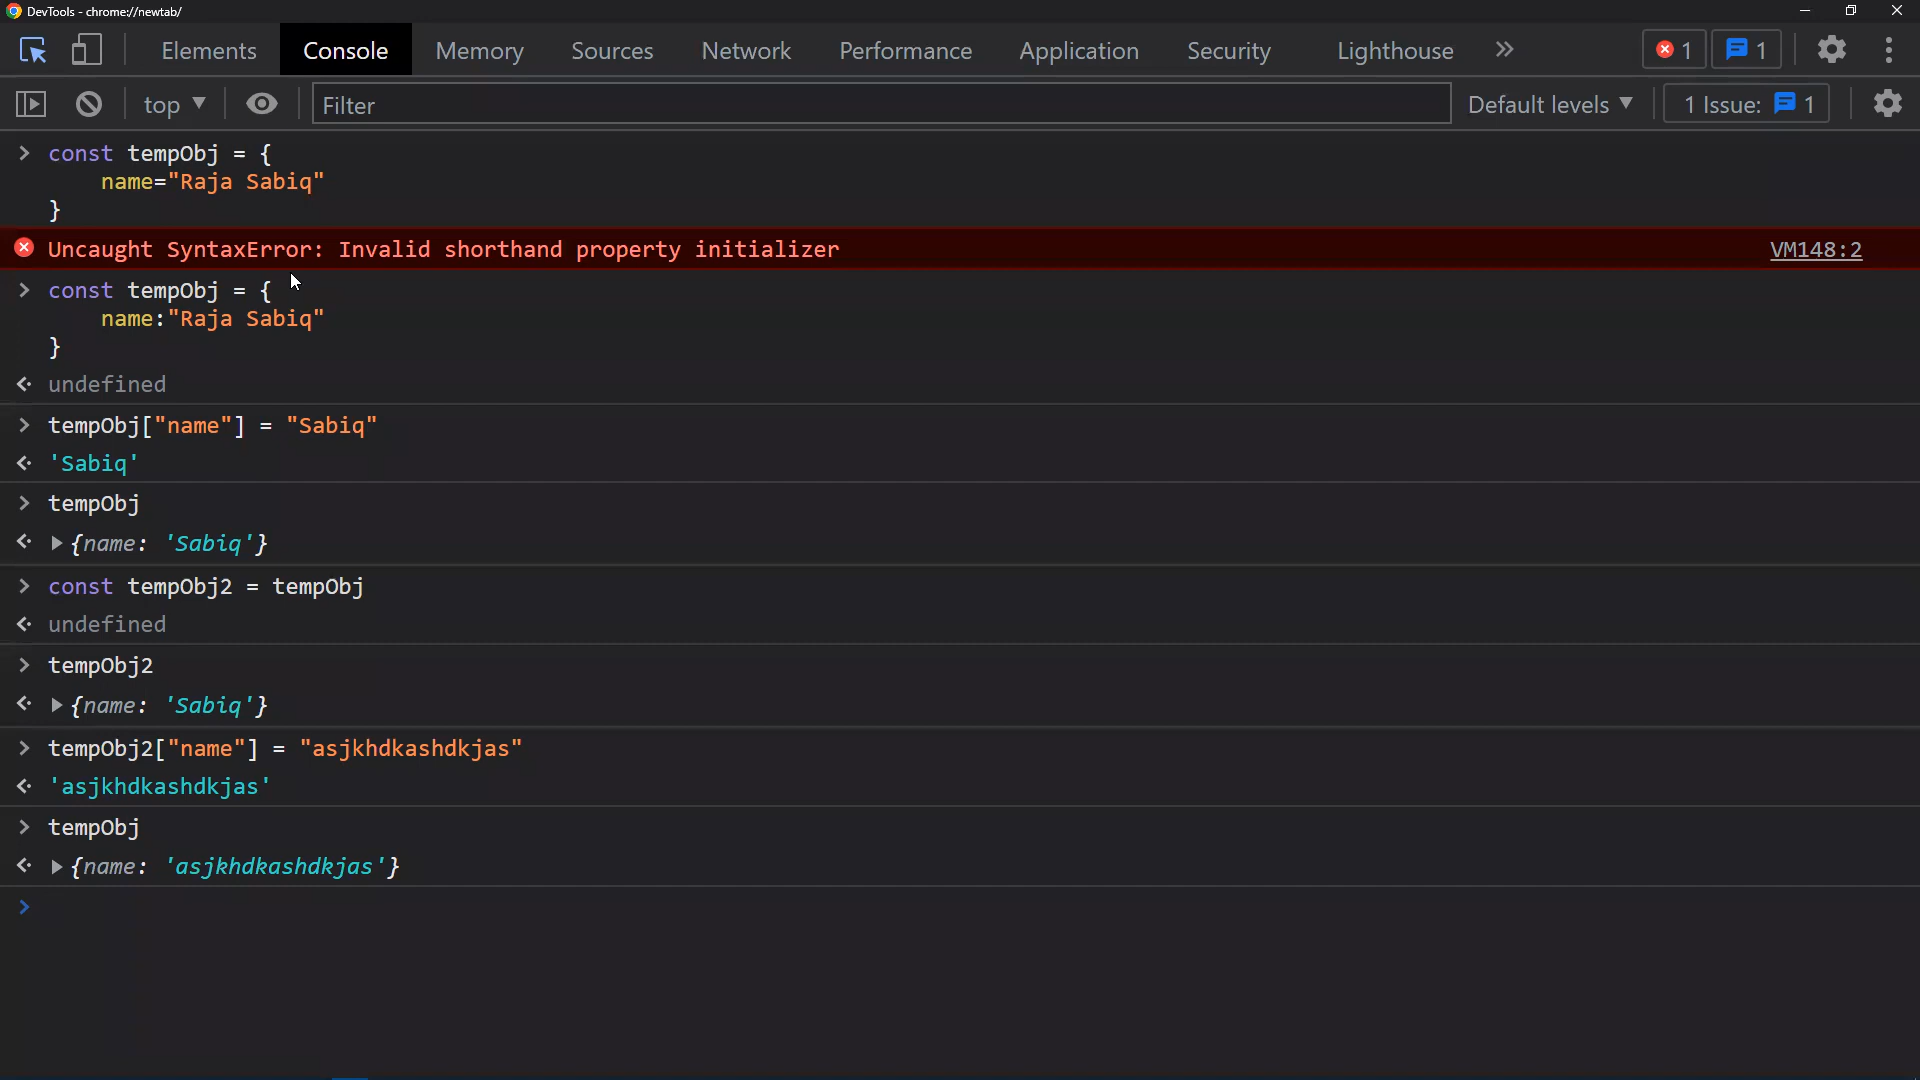 DevTools - chrome://newtab/
Elements Console Memory Sources Network Performance Application Security Lighthouse » 1 1
top ▼ Filter Default levels ▼ 1 Issue: 1
> const tempObj = {
name="Raja Sabiq"
}
Uncaught SyntaxError: Invalid shorthand property initializer VM148:2
> const tempObj = {
name:"Raja Sabiq"
}
undefined
> tempObj["name"] = "Sabiq"
'Sabiq'
> tempObj
{name: 'Sabiq'}
> const tempObj2 = tempObj
undefined
> tempObj2
{name: 'Sabiq'}
> tempObj2["name"] = "asjkhdkashdkjas"
'asjkhdkashdkjas'
> tempObj
{name: 'asjkhdkashdkjas'}
>